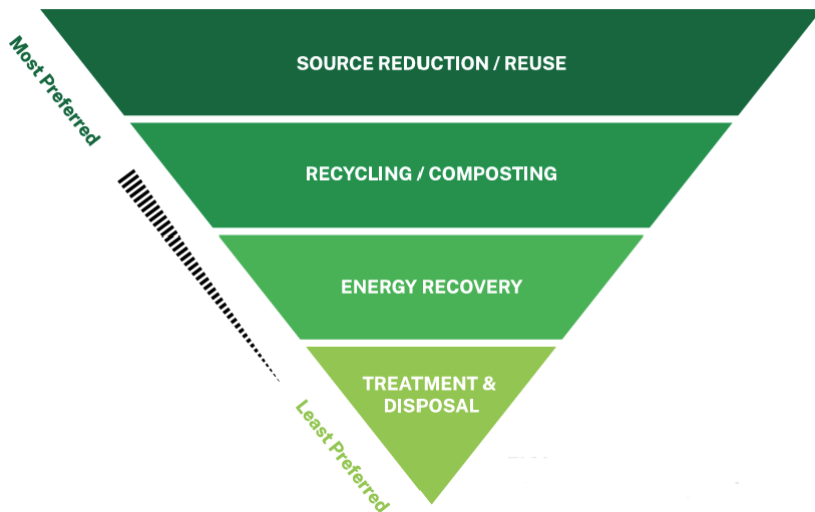 SOURCE REDUCTION / REUSE
Most Preferred
RECYCLING / COMPOSTING
ENERGY RECOVERY
TREATMENT &
DISPOSAL
Least Preferred